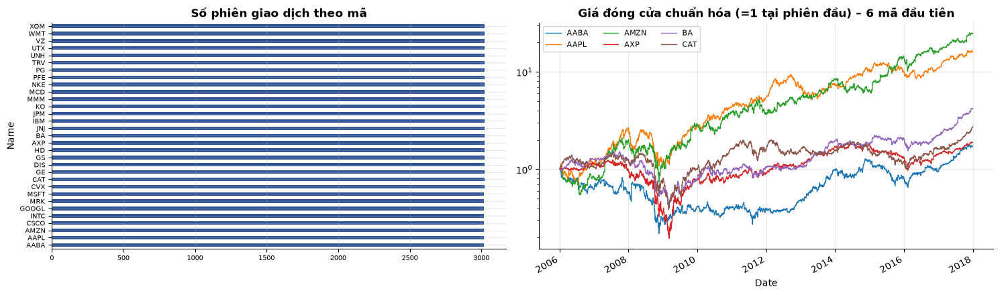 Số phiên giao dịch theo mã
Name
XOM
WMT
VZ
UTX
UNH
TRV
PG
PFE
NKE
MCD
MMM
KO
JPM
IBM
JNJ
BA
AXP
HD
GS
DIS
GE
CAT
CVX
MSFT
MRK
GOOGL
INTC
CSCO
AMZN
AAPL
AABA
0 500 1000 1500 2000 2500 3000
Giá đóng cửa chuẩn hóa (=1 tại phiên đầu) – 6 mã đầu tiên
AABA AMZN BA
AAPL AXP CAT
10¹
10⁰
2006 2008 2010 2012 2014 2016 2018
Date